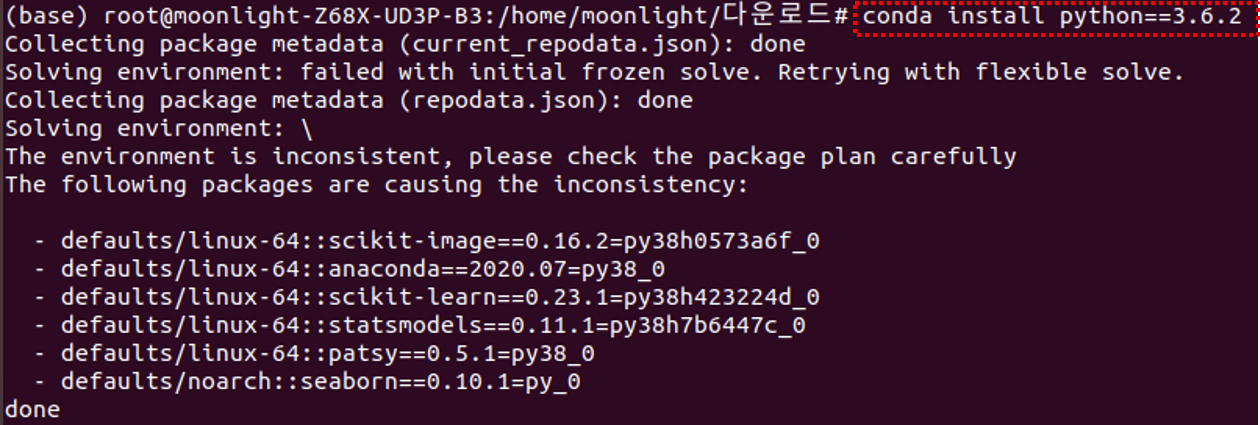 (base) root@moonlight-Z68X-UD3P-B3:/home/moonlight/다운로드# conda install python==3.6.2
Collecting package metadata (current_repodata.json): done
Solving environment: failed with initial frozen solve. Retrying with flexible solve.
Collecting package metadata (repodata.json): done
Solving environment: \
The environment is inconsistent, please check the package plan carefully
The following packages are causing the inconsistency:
- defaults/linux-64::scikit-image==0.16.2=py38h0573a6f_0
- defaults/linux-64::anaconda==2020.07=py38_0
- defaults/linux-64::scikit-learn==0.23.1=py38h423224d_0
- defaults/linux-64::statsmodels==0.11.1=py38h7b6447c_0
- defaults/linux-64::patsy==0.5.1=py38_0
- defaults/noarch::seaborn==0.10.1=py_0
done